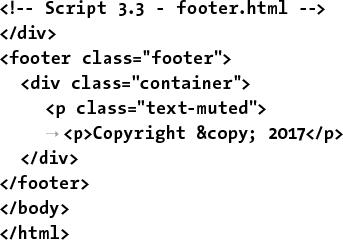 <!-- Script 3.3 - footer.html -->
</div>
<footer class="footer">
<div class="container">
<p class="text-muted">
→<p>Copyright &copy; 2017</p>
</div>
</footer>
</body>
</html>